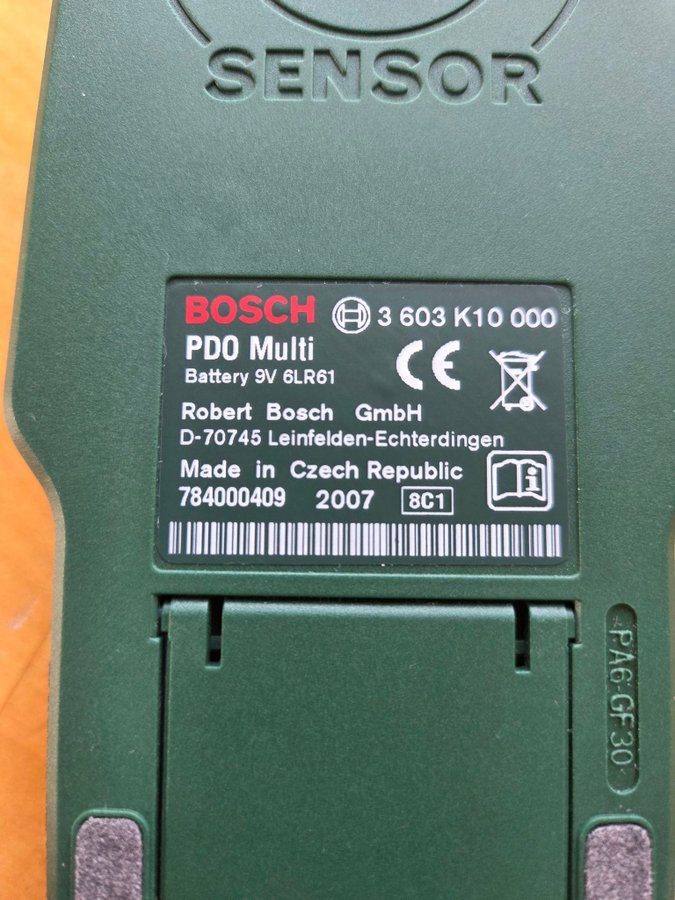 SENSOR
BOSCH 3 603 K10 000
PDO Multi
Battery 9V 6LR61
CE
Robert Bosch GmbH
D-70745 Leinfelden-Echterdingen
Made in Czech Republic
784000409 2007 8C1
i
PA6-GF30